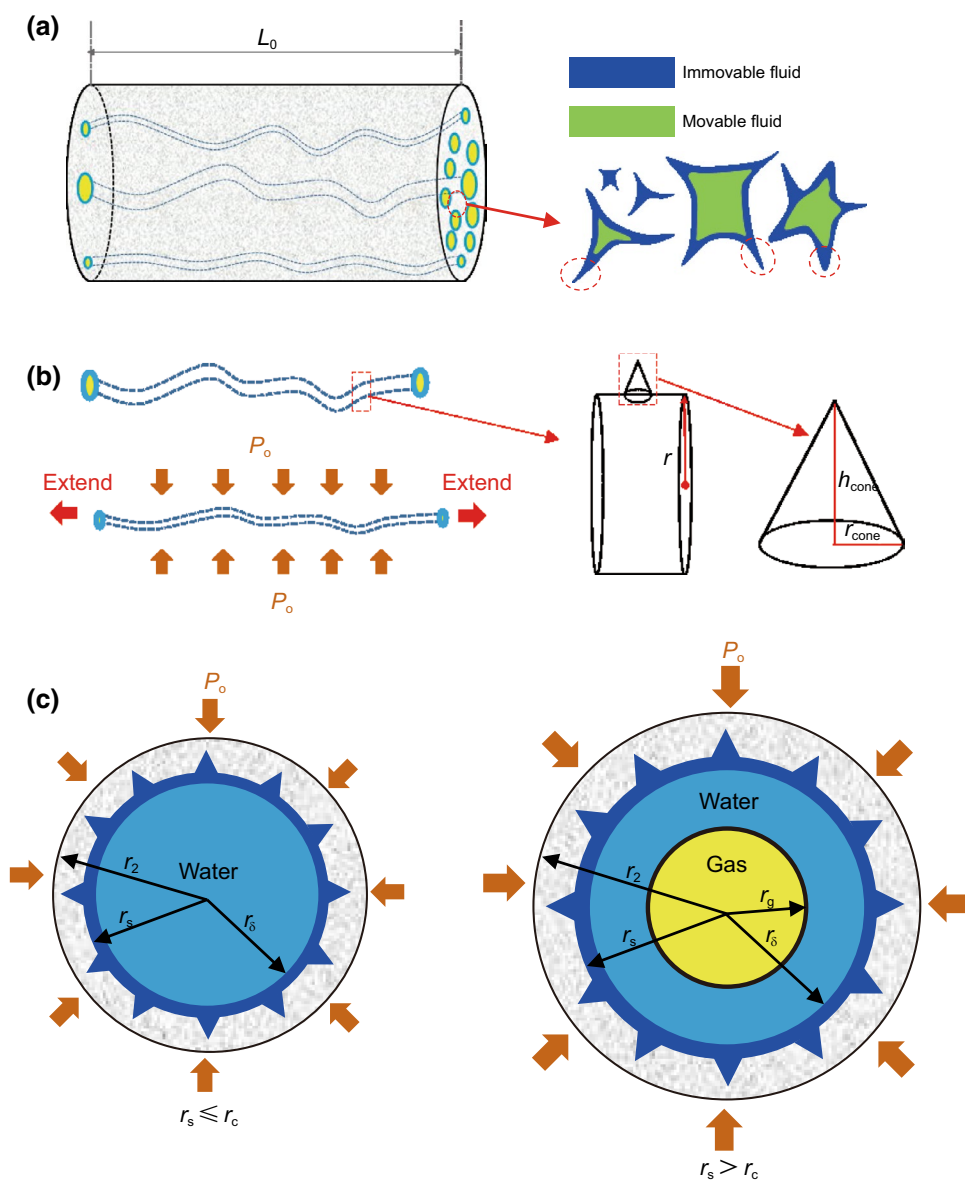 (a)
L0
Immovable fluid
Movable fluid
(b)
Po
Extend
Extend
Po
r
hcone
rcone
(c)
Po
Water
r2
rs
rδ
rs ≤ rc
Po
Water
Gas
r2
rg
rs
rδ
rs > rc